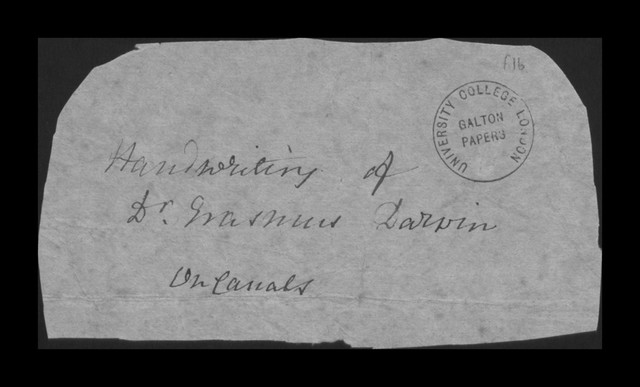 f16
UNIVERSITY COLLEGE LONDON
GALTON
PAPERS
Handwriting of
Dr. Erasmus Darwin
On Canals